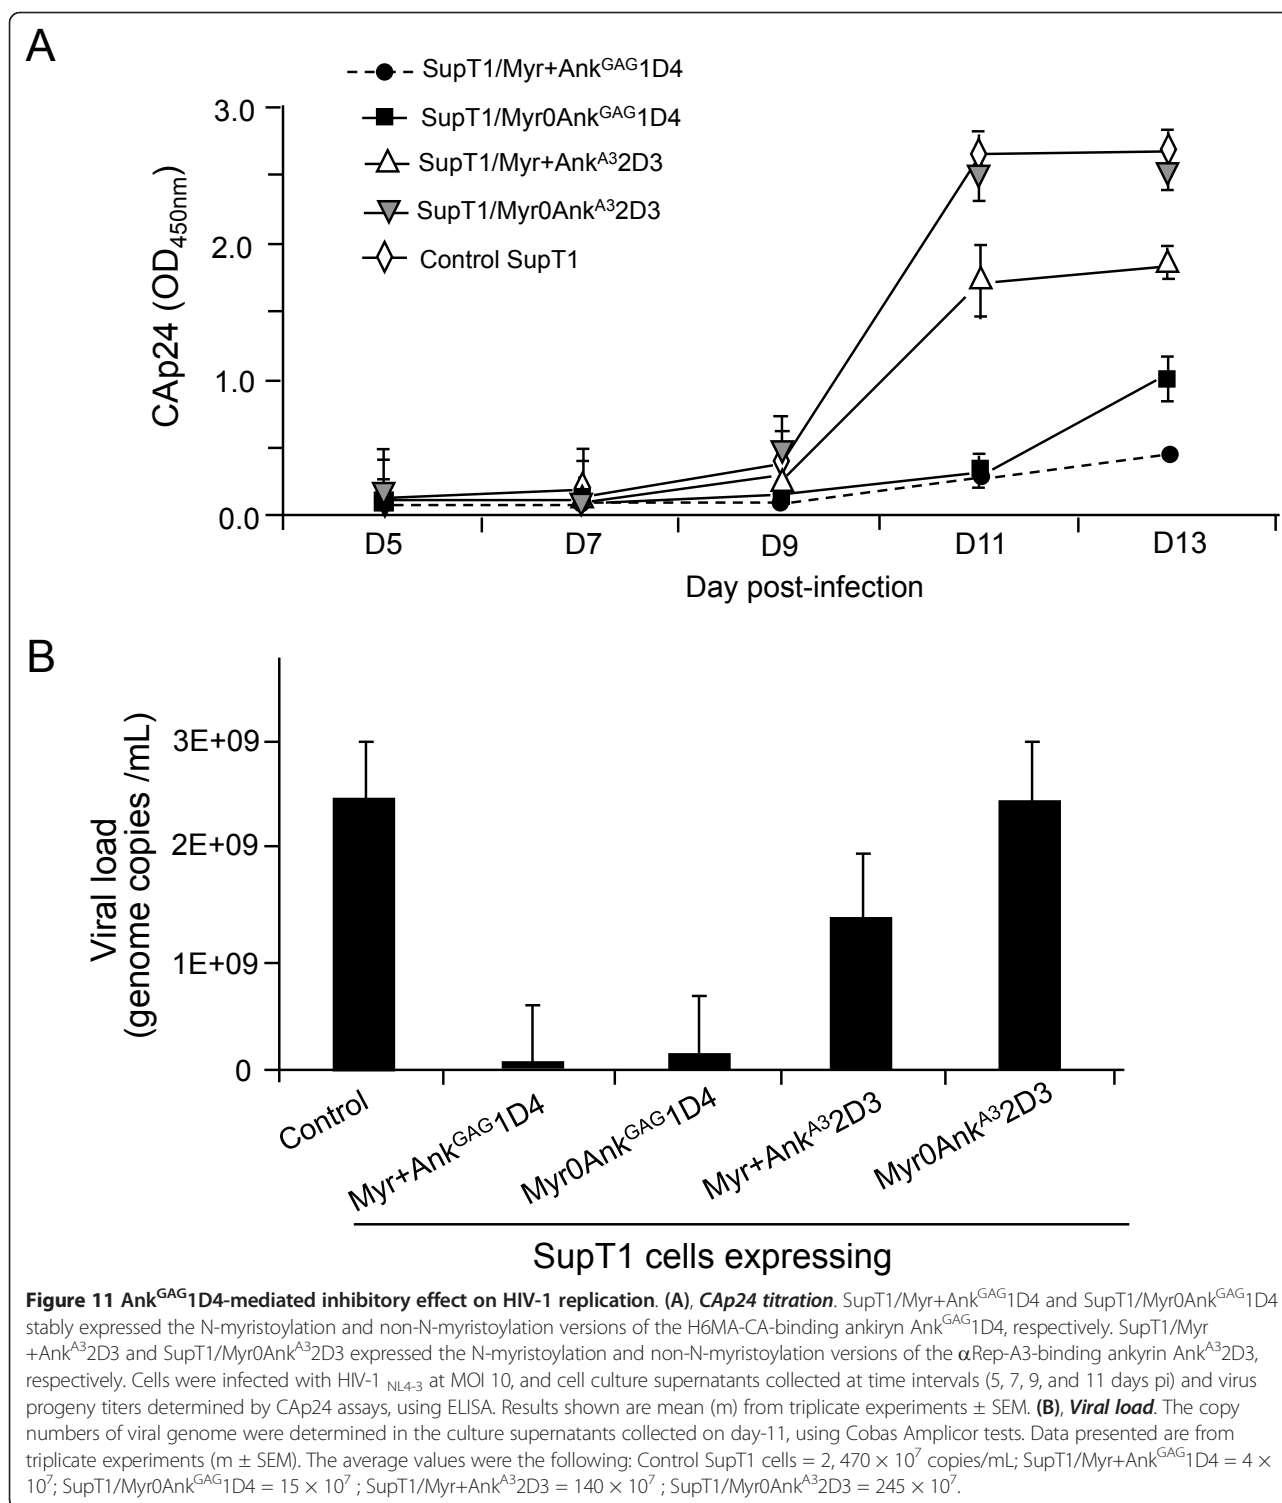 A
SupT1/Myr+Ank^GAG1D4
SupT1/Myr0Ank^GAG1D4
SupT1/Myr+Ank^A32D3
SupT1/Myr0Ank^A32D3
Control SupT1
CAp24 (OD450nm)
3.0
2.0
1.0
0.0
D5 D7 D9 D11 D13
Day post-infection
B
Viral load
(genome copies /mL)
3E+09
2E+09
1E+09
0
Control
Myr+Ank^GAG1D4
Myr0Ank^GAG1D4
Myr+Ank^A32D3
Myr0Ank^A32D3
SupT1 cells expressing
Figure 11 Ank^GAG1D4-mediated inhibitory effect on HIV-1 replication. (A), CAp24 titration. SupT1/Myr+Ank^GAG1D4 and SupT1/Myr0Ank^GAG1D4
stably expressed the N-myristoylation and non-N-myristoylation versions of the H6MA-CA-binding ankiryn Ank^GAG1D4, respectively. SupT1/Myr
+Ank^A32D3 and SupT1/Myr0Ank^A32D3 expressed the N-myristoylation and non-N-myristoylation versions of the αRep-A3-binding ankyrin Ank^A32D3,
respectively. Cells were infected with HIV-1 NL4-3 at MOI 10, and cell culture supernatants collected at time intervals (5, 7, 9, and 11 days pi) and virus
progeny titers determined by CAp24 assays, using ELISA. Results shown are mean (m) from triplicate experiments ± SEM. (B), Viral load. The copy
numbers of viral genome were determined in the culture supernatants collected on day-11, using Cobas Amplicor tests. Data presented are from
triplicate experiments (m ± SEM). The average values were the following: Control SupT1 cells = 2, 470 × 10^7 copies/mL; SupT1/Myr+Ank^GAG1D4 = 4 ×
10^7; SupT1/Myr0Ank^GAG1D4 = 15 × 10^7 ; SupT1/Myr+Ank^A32D3 = 140 × 10^7 ; SupT1/Myr0Ank^A32D3 = 245 × 10^7.